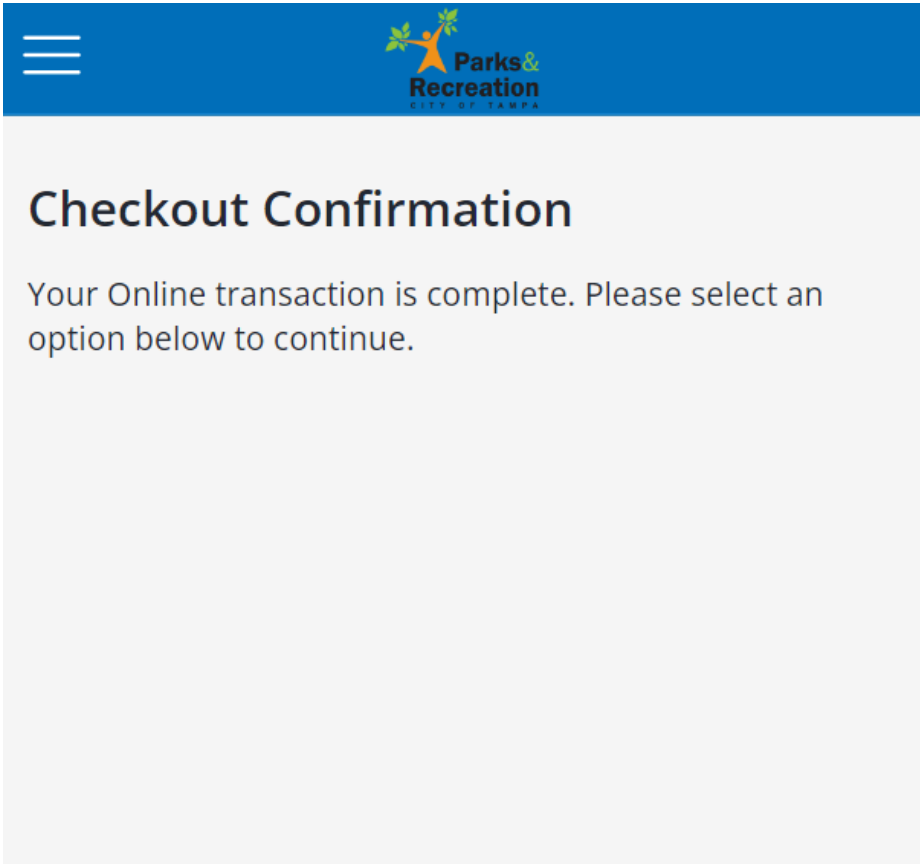 Parks&
Recreation
CITY OF TAMPA
Checkout Confirmation
Your Online transaction is complete. Please select an
option below to continue.